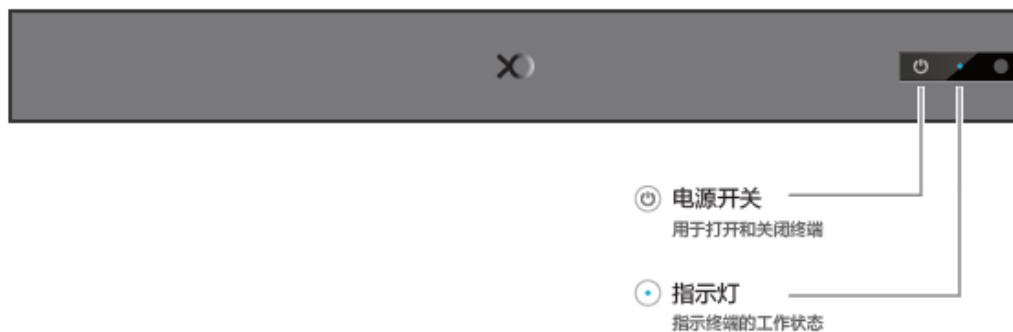 电源开关
用于打开和关闭终端
指示灯
指示终端的工作状态